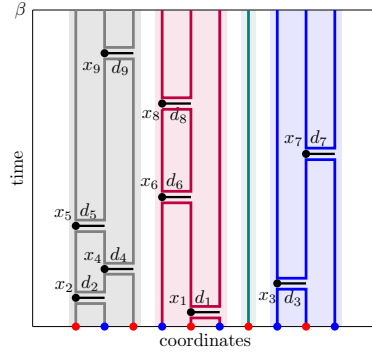 β
x₉ d₉
x₈ d₈
x₇ d₇
x₆ d₆
x₅ d₅
x₄ d₄
x₂ d₂
x₃ d₃
x₁ d₁
time
coordinates